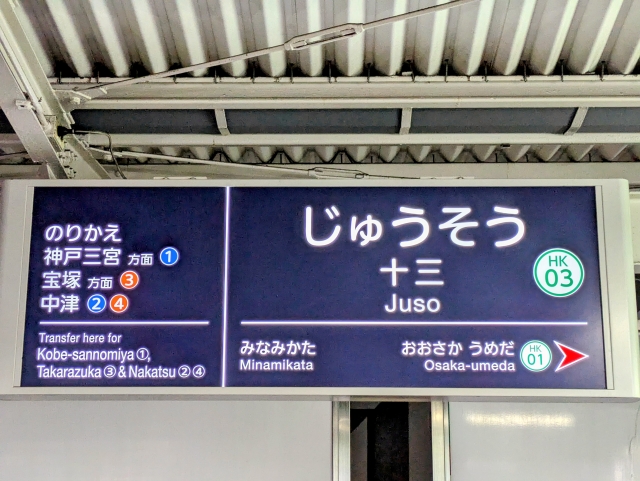 のりかえ
神戸三宮 方面 1
宝塚 方面 3
中津 2 4
Transfer here for
Kobe-sannomiya ①,
Takarazuka ③ & Nakatsu ② ④
じゅうそう
十三
Juso
HK
03
みなみかた
Minamikata
おおさか うめだ
Osaka-umeda
HK
01